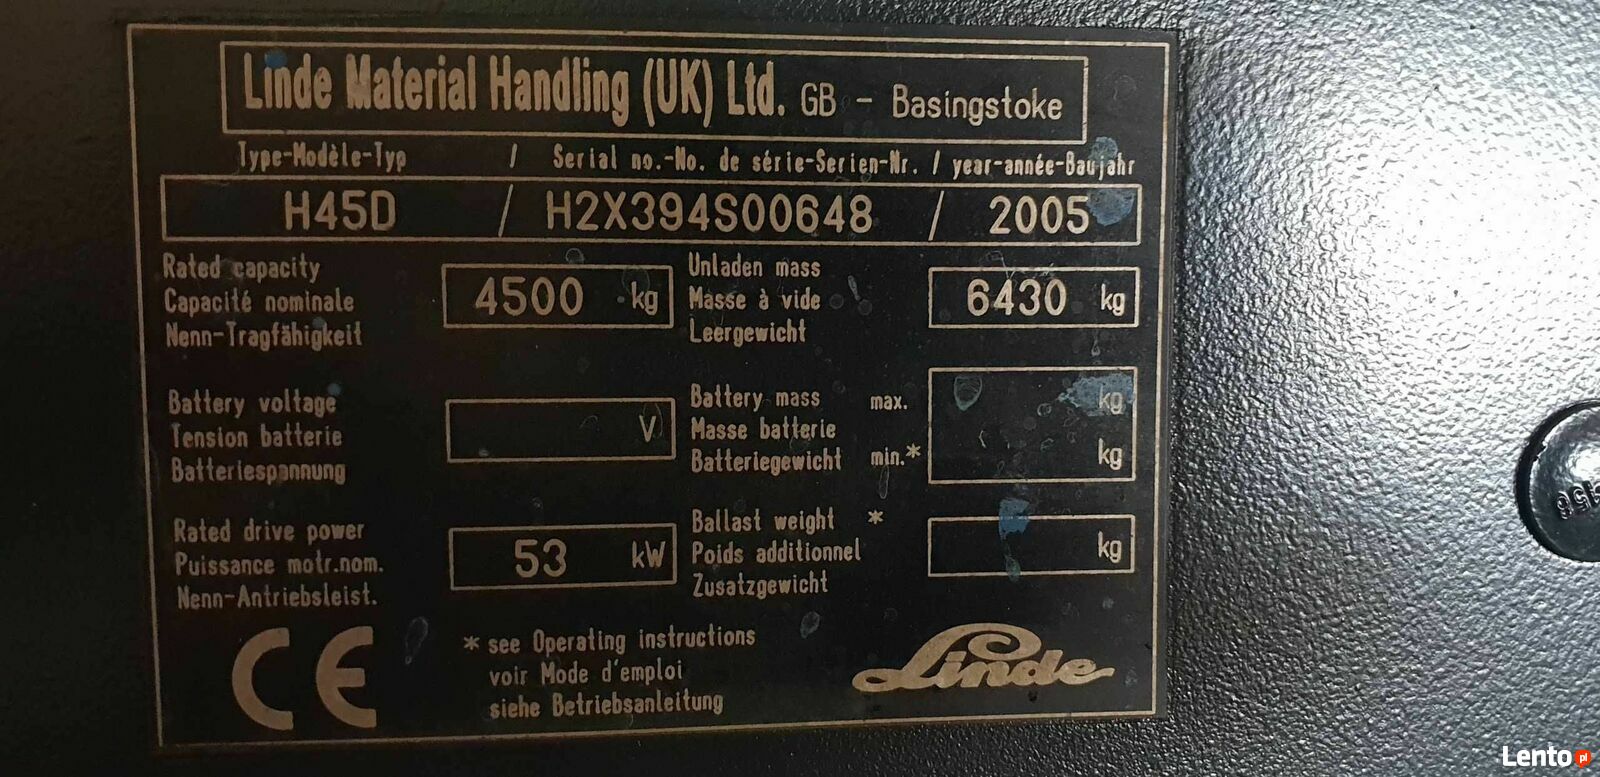 Linde Material Handling (UK) Ltd. GB - Basingstoke
Type-Modèle-Typ / Serial no.-No. de série-Serien-Nr. / year-année-Baujahr
H45D / H2X394S00648 / 2005
Rated capacity
Capacité nominale
Nenn-Tragfähigkeit
4500 kg
Unladen mass
Masse à vide
Leergewicht
6430 kg
Battery voltage
Tension batterie
Batteriespannung
V
Battery mass max. kg
Masse batterie
Batteriegewicht min.* kg
Rated drive power
Puissance motr.nom.
Nenn-Antriebsleist.
53 kW
Ballast weight *
Poids additionnel
Zusatzgewicht
kg
CE
* see Operating instructions
voir Mode d'emploi
siehe Betriebsanleitung
Linde
Lento.pl